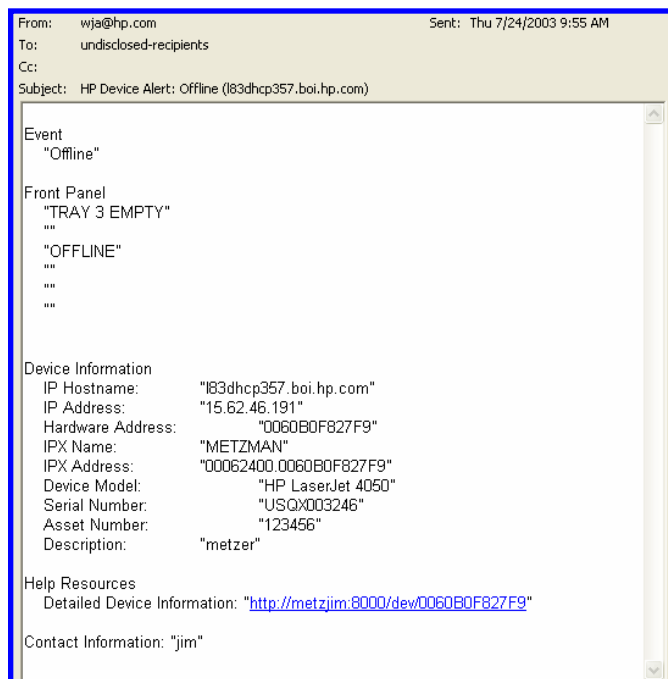 From: wja@hp.com Sent: Thu 7/24/2003 9:55 AM
To: undisclosed-recipients
Cc:
Subject: HP Device Alert: Offline (l83dhcp357.boi.hp.com)
Event
"Offline"
Front Panel
"TRAY 3 EMPTY"
""
"OFFLINE"
""
""
""
Device Information
IP Hostname: "l83dhcp357.boi.hp.com"
IP Address: "15.62.46.191"
Hardware Address: "0060B0F827F9"
IPX Name: "METZMAN"
IPX Address: "00062400.0060B0F827F9"
Device Model: "HP LaserJet 4050"
Serial Number: "USQX003246"
Asset Number: "123456"
Description: "metzer"
Help Resources
Detailed Device Information: "http://metzjim:8000/dev/0060B0F827F9"
Contact Information: "jim"